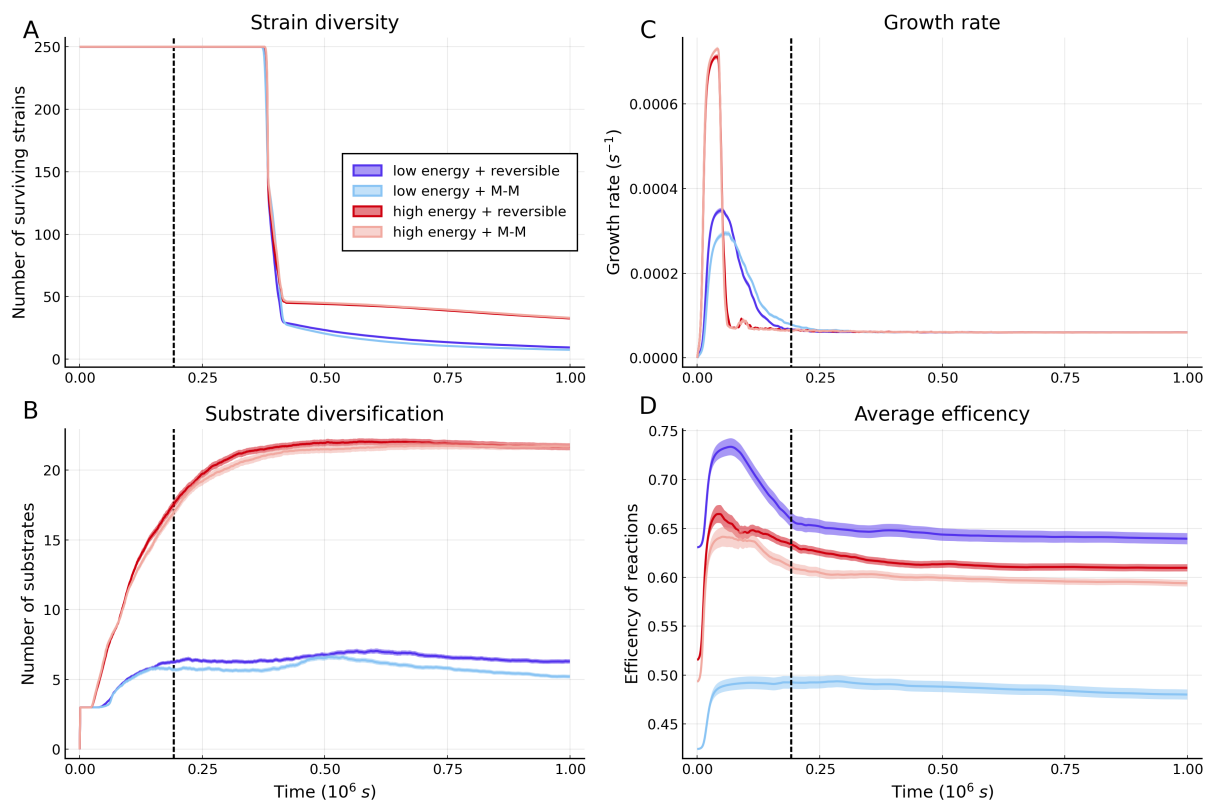 A
Strain diversity
Number of surviving strains
250
200
150
100
50
0
0.00
0.25
0.50
0.75
1.00
low energy + reversible
low energy + M-M
high energy + reversible
high energy + M-M
C
Growth rate
Growth rate (s⁻¹)
0.0006
0.0004
0.0002
0.0000
0.00
0.25
0.50
0.75
1.00
B
Substrate diversification
Number of substrates
20
15
10
5
0
0.00
0.25
0.50
0.75
1.00
Time (10⁶ s)
D
Average efficency
Efficency of reactions
0.75
0.70
0.65
0.60
0.55
0.50
0.45
0.00
0.25
0.50
0.75
1.00
Time (10⁶ s)